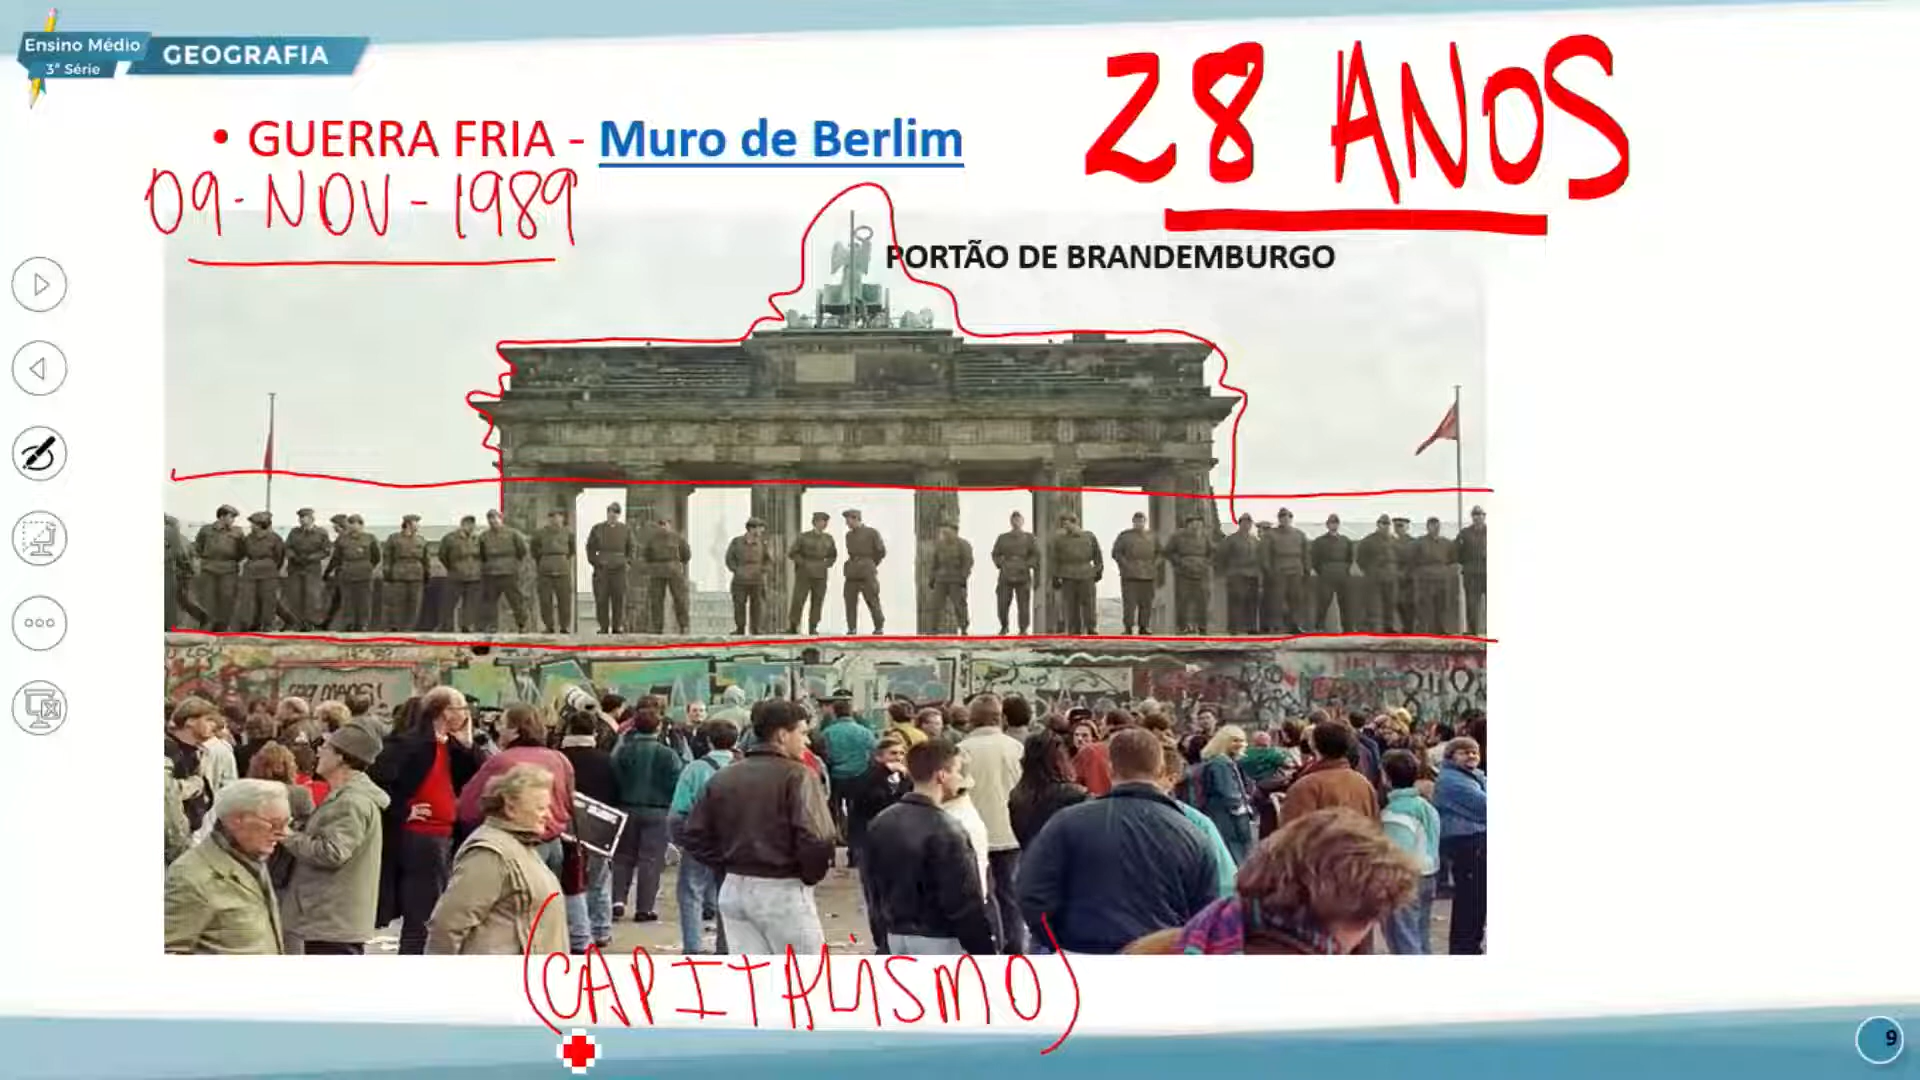 Ensino Médio
3ª Série
GEOGRAFIA
28 ANOS
• GUERRA FRIA - Muro de Berlim
09-NOV-1989
PORTÃO DE BRANDEMBURGO
(CAPITALISMO)
9